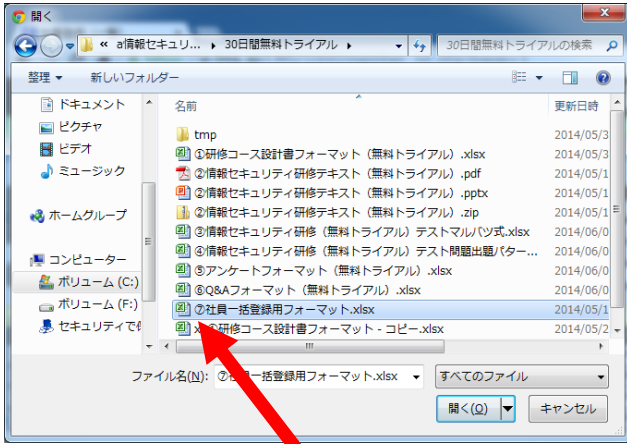 開く
« a情報セキュリ... ▸ 30日間無料トライアル ▸
30日間無料トライアルの検索
整理 ▼ 新しいフォルダー
ドキュメント
ピクチャ
ビデオ
ミュージック
ホームグループ
コンピューター
ボリューム (C:)
ボリューム (F:)
セキュリティで
名前 更新日時
tmp 2014/05/3
①研修コース設計書フォーマット（無料トライアル）.xlsx 2014/05/3
②情報セキュリティ研修テキスト（無料トライアル）.pdf 2014/05/1
②情報セキュリティ研修テキスト（無料トライアル）.pptx 2014/05/1
②情報セキュリティ研修テキスト（無料トライアル）.zip 2014/05/1
③情報セキュリティ研修（無料トライアル）テストマルバツ式.xlsx 2014/06/0
④情報セキュリティ研修（無料トライアル）テスト問題出題パター... 2014/06/0
⑤アンケートフォーマット（無料トライアル）.xlsx 2014/06/0
⑥Q&Aフォーマット（無料トライアル）.xlsx 2014/06/0
⑦社員一括登録用フォーマット.xlsx 2014/05/1
研修コース設計書フォーマット - コピー.xlsx 2014/05/2
ファイル名(N): ⑦社員一括登録用フォーマット.xlsx すべてのファイル
開く(O) キャンセル